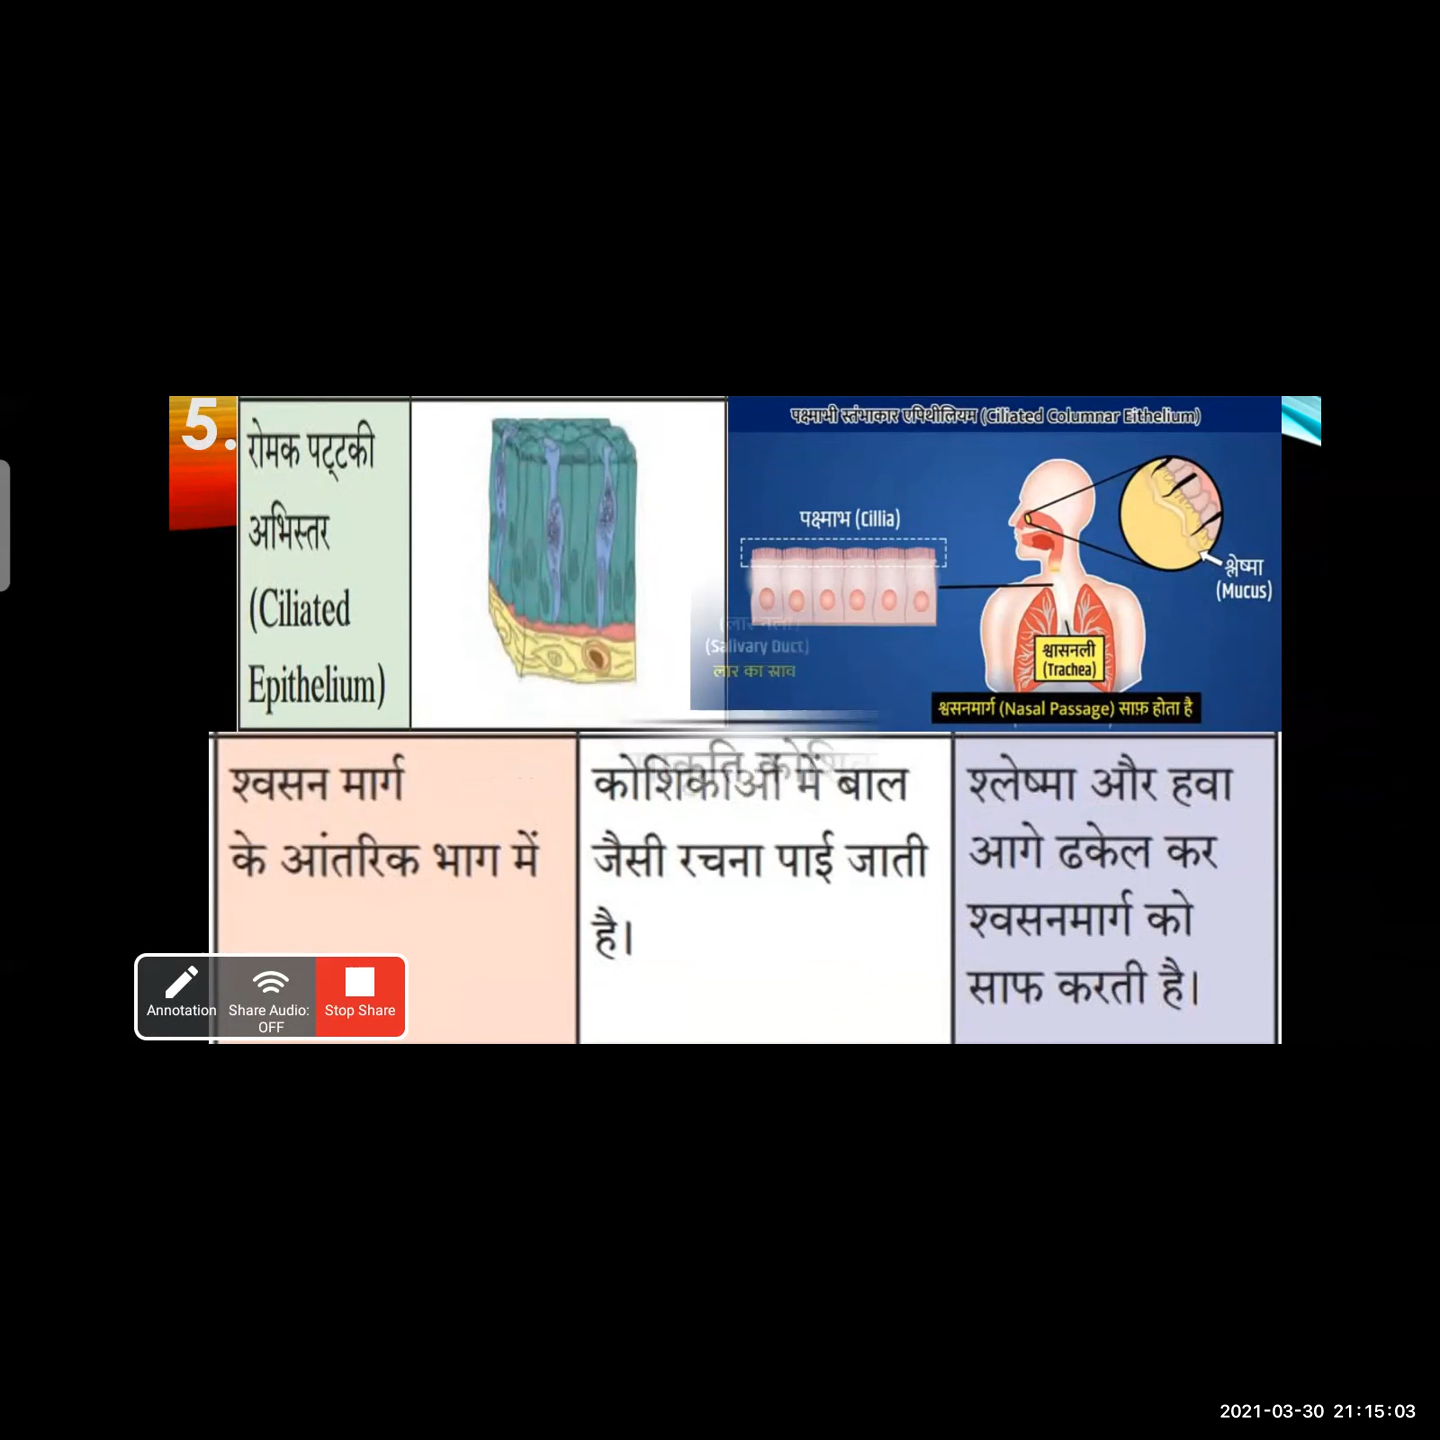 5.
रोमक पट्टकी
अभिस्तर
(Ciliated
Epithelium)
पक्ष्माभी स्तंभाकार एपिथीलियम (Ciliated Columnar Eithelium)
पक्ष्माभ (Cillia)
श्लेष्मा
(Mucus)
श्वासनली
(Trachea)
श्वसनमार्ग (Nasal Passage) साफ़ होता है
(लार नली)
(Salivary Duct)
लार का स्राव
श्वसन मार्ग
के आंतरिक भाग में
कोशिकाओं में बाल
जैसी रचना पाई जाती
है।
श्लेष्मा और हवा
आगे ढकेल कर
श्वसनमार्ग को
साफ करती है।
Annotation
Share Audio:
OFF
Stop Share
2021-03-30 21:15:03